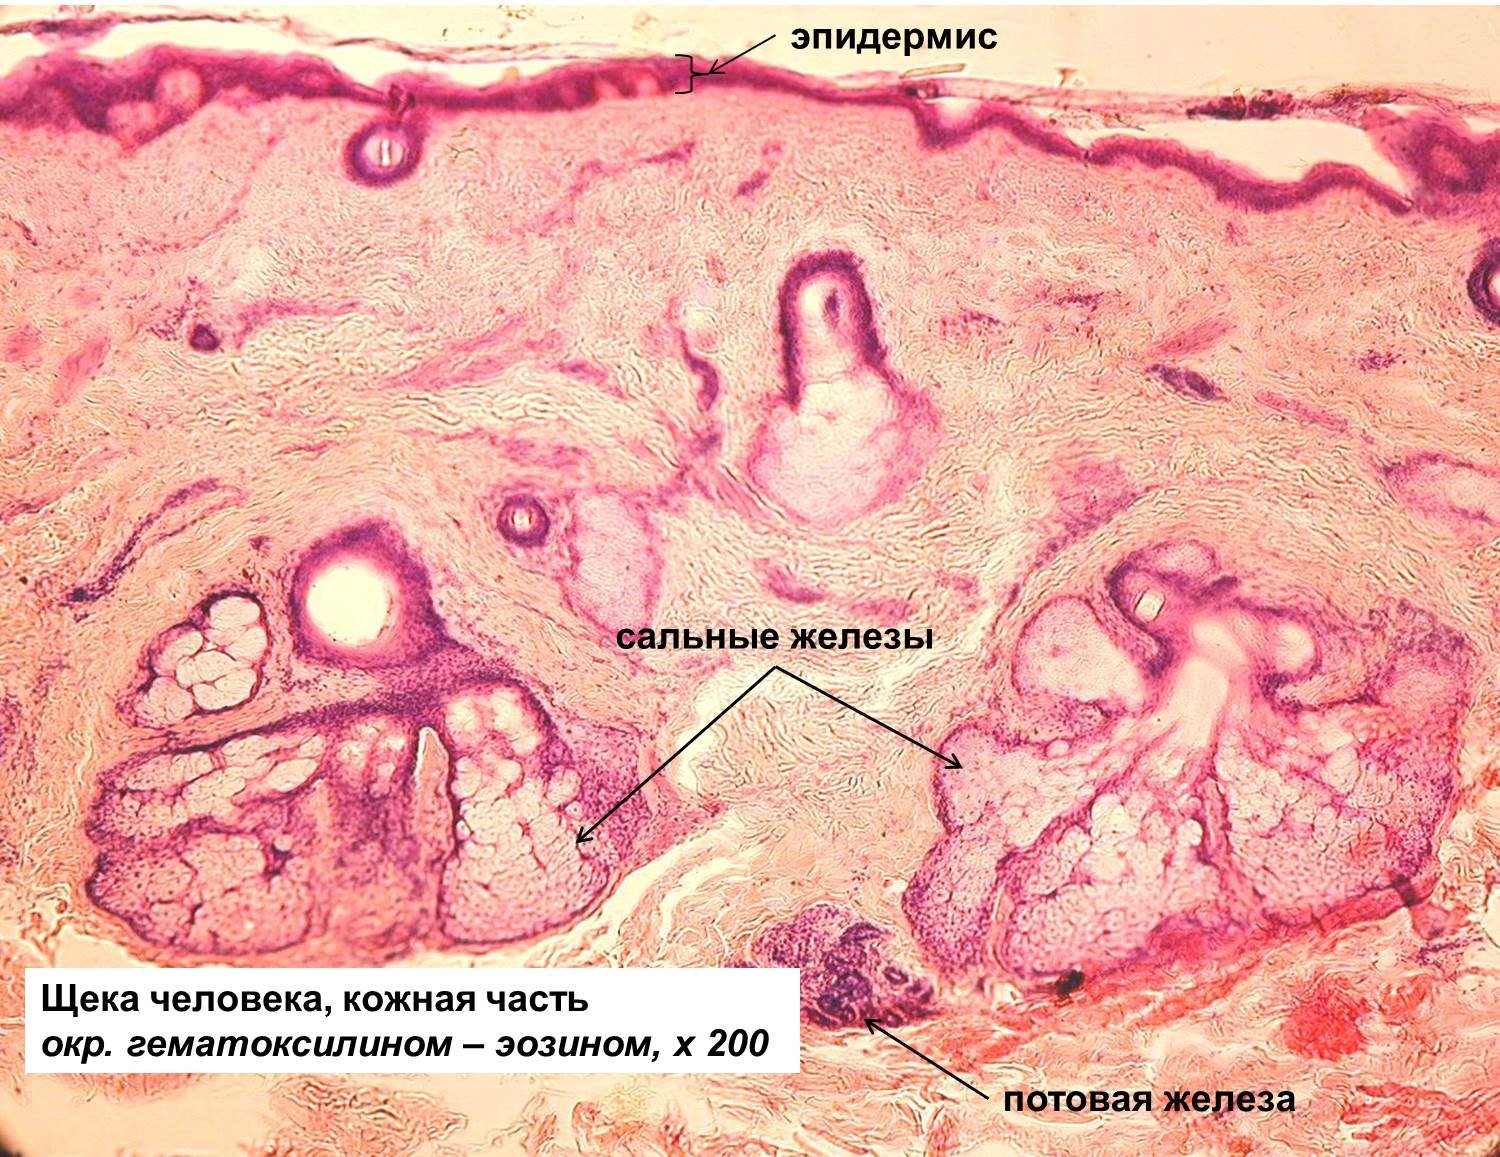 эпидермис
сальные железы
Щека человека, кожная часть
окр. гематоксилином – эозином, х 200
потовая железа